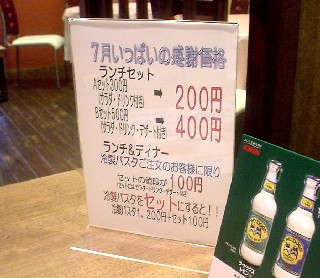 7月いっぱいの感謝価格
ランチセット
Aセット300円 → 200円
(サラダ・ドリンク付き)
Bセット500円 → 400円
(サラダ・ドリンク・デザート付き)
ランチ&ディナー
冷製パスタご注文のお客様に限り
セットの値段が100円
冷製パスタをセットにすると!!
冷製パスタ1,200円+セット100円
KIRIN